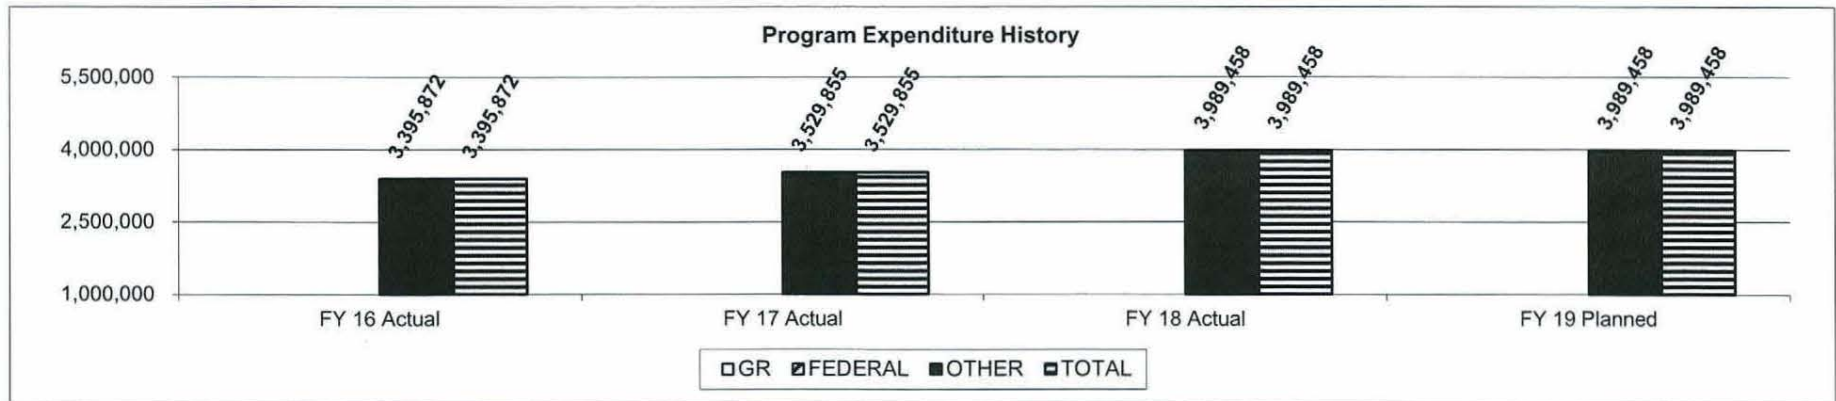 Program Expenditure History
5,500,000
4,000,000
2,500,000
1,000,000
3,395,872
3,395,872
3,529,855
3,529,855
3,989,458
3,989,458
3,989,458
3,989,458
FY 16 Actual
FY 17 Actual
FY 18 Actual
FY 19 Planned
GR FEDERAL OTHER TOTAL